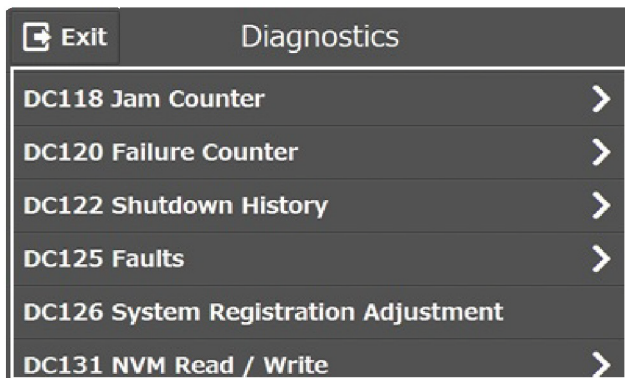 Exit
Diagnostics
DC118 Jam Counter
DC120 Failure Counter
DC122 Shutdown History
DC125 Faults
DC126 System Registration Adjustment
DC131 NVM Read / Write